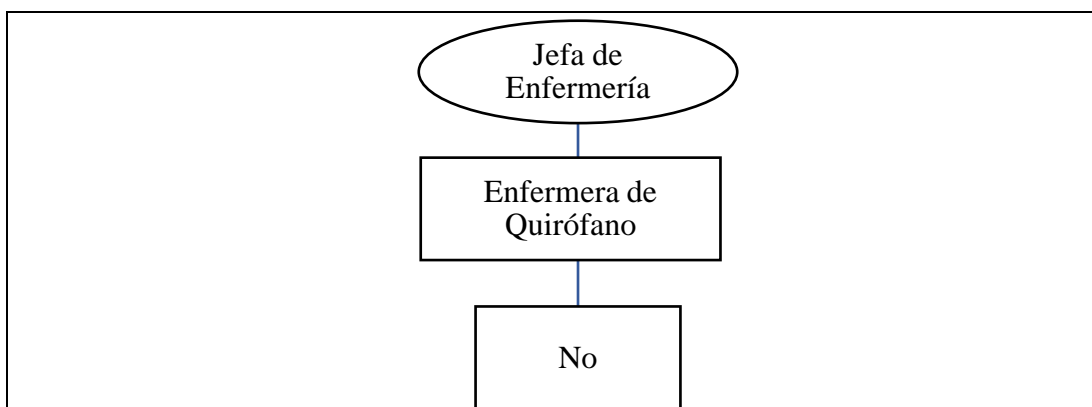 Jefa de
Enfermería
Enfermera de
Quirófano
No